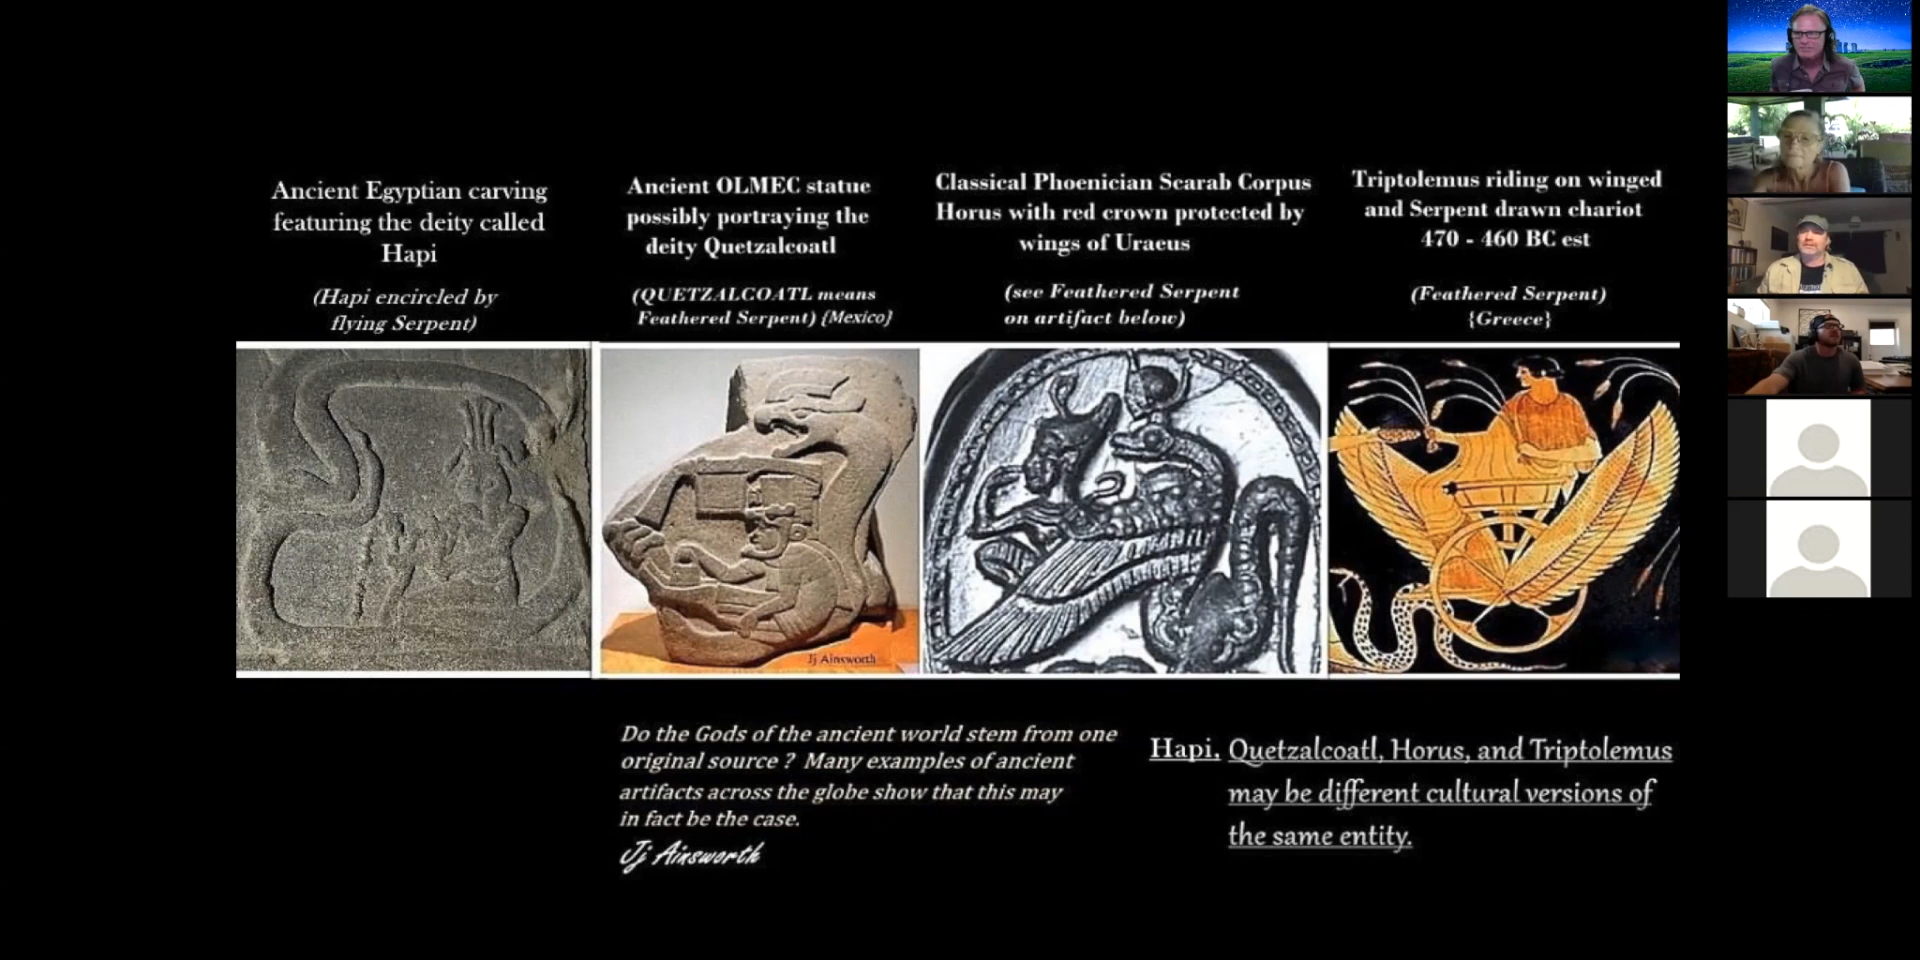 Ancient Egyptian carving
featuring the deity called
Hapi
(Hapi encircled by
flying Serpent)
Ancient OLMEC statue
possibly portraying the
deity Quetzalcoatl
(QUETZALCOATL means
Feathered Serpent) {Mexico}
Classical Phoenician Scarab Corpus
Horus with red crown protected by
wings of Uraeus
(see Feathered Serpent
on artifact below)
Triptolemus riding on winged
and Serpent drawn chariot
470 - 460 BC est
(Feathered Serpent)
{Greece}
Jj Ainsworth
Do the Gods of the ancient world stem from one
original source ? Many examples of ancient
artifacts across the globe show that this may
in fact be the case.
Jj Ainsworth
Hapi, Quetzalcoatl, Horus, and Triptolemus
may be different cultural versions of
the same entity.